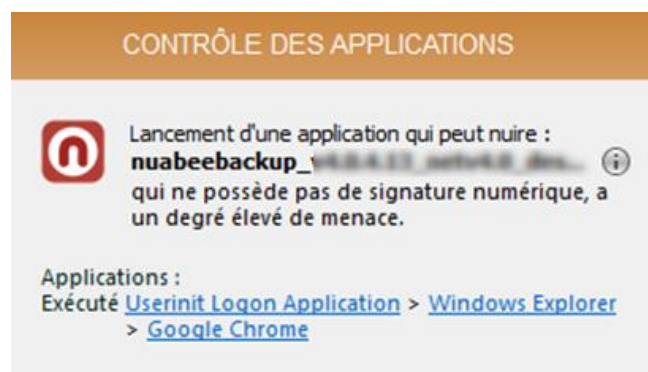 CONTRÔLE DES APPLICATIONS
Lancement d'une application qui peut nuire :
nuabeebackup_
qui ne possède pas de signature numérique, a
un degré élevé de menace.
Applications :
Exécuté Userinit Logon Application > Windows Explorer
> Google Chrome